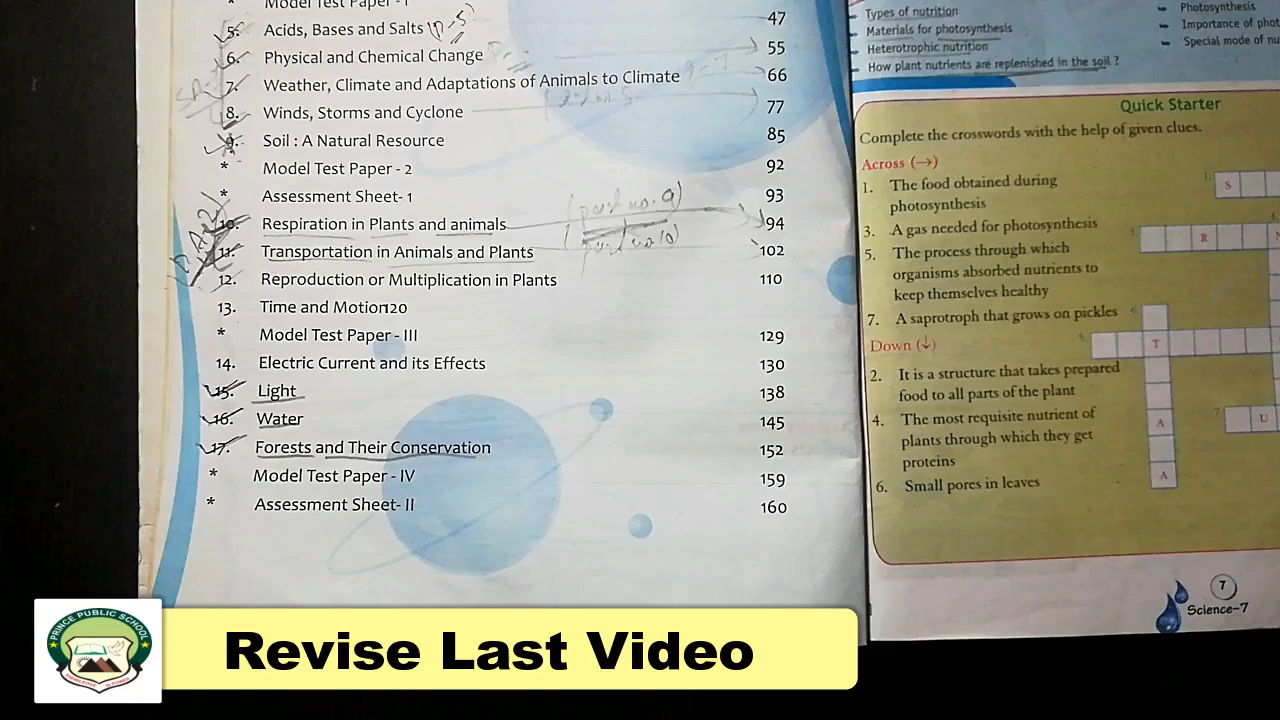 Model Test Paper - I
5. Acids, Bases and Salts 47
6. Physical and Chemical Change 55
7. Weather, Climate and Adaptations of Animals to Climate 66
8. Winds, Storms and Cyclone 77
9. Soil : A Natural Resource 85
* Model Test Paper - 2 92
* Assessment Sheet- 1 93
10. Respiration in Plants and animals 94
11. Transportation in Animals and Plants 102
12. Reproduction or Multiplication in Plants 110
13. Time and Motion120
* Model Test Paper - III 129
14. Electric Current and its Effects 130
15. Light 138
16. Water 145
17. Forests and Their Conservation 152
* Model Test Paper - IV 159
* Assessment Sheet- II 160
Types of nutrition
Materials for photosynthesis
Heterotrophic nutrition
How plant nutrients are replenished in the soil ?
Photosynthesis
Importance of
Special mode of
Quick Starter
Complete the crosswords with the help of given clues.
Across (→)
1. The food obtained during
photosynthesis
3. A gas needed for photosynthesis
5. The process through which
organisms absorbed nutrients to
keep themselves healthy
7. A saprotroph that grows on pickles
Down (↓)
2. It is a structure that takes prepared
food to all parts of the plant
4. The most requisite nutrient of
plants through which they get
proteins
6. Small pores in leaves
S
R
T
A
U
A
7
Science-7
PRINCE PUBLIC SCHOOL
KNOWLEDGE IS POWER
Revise Last Video